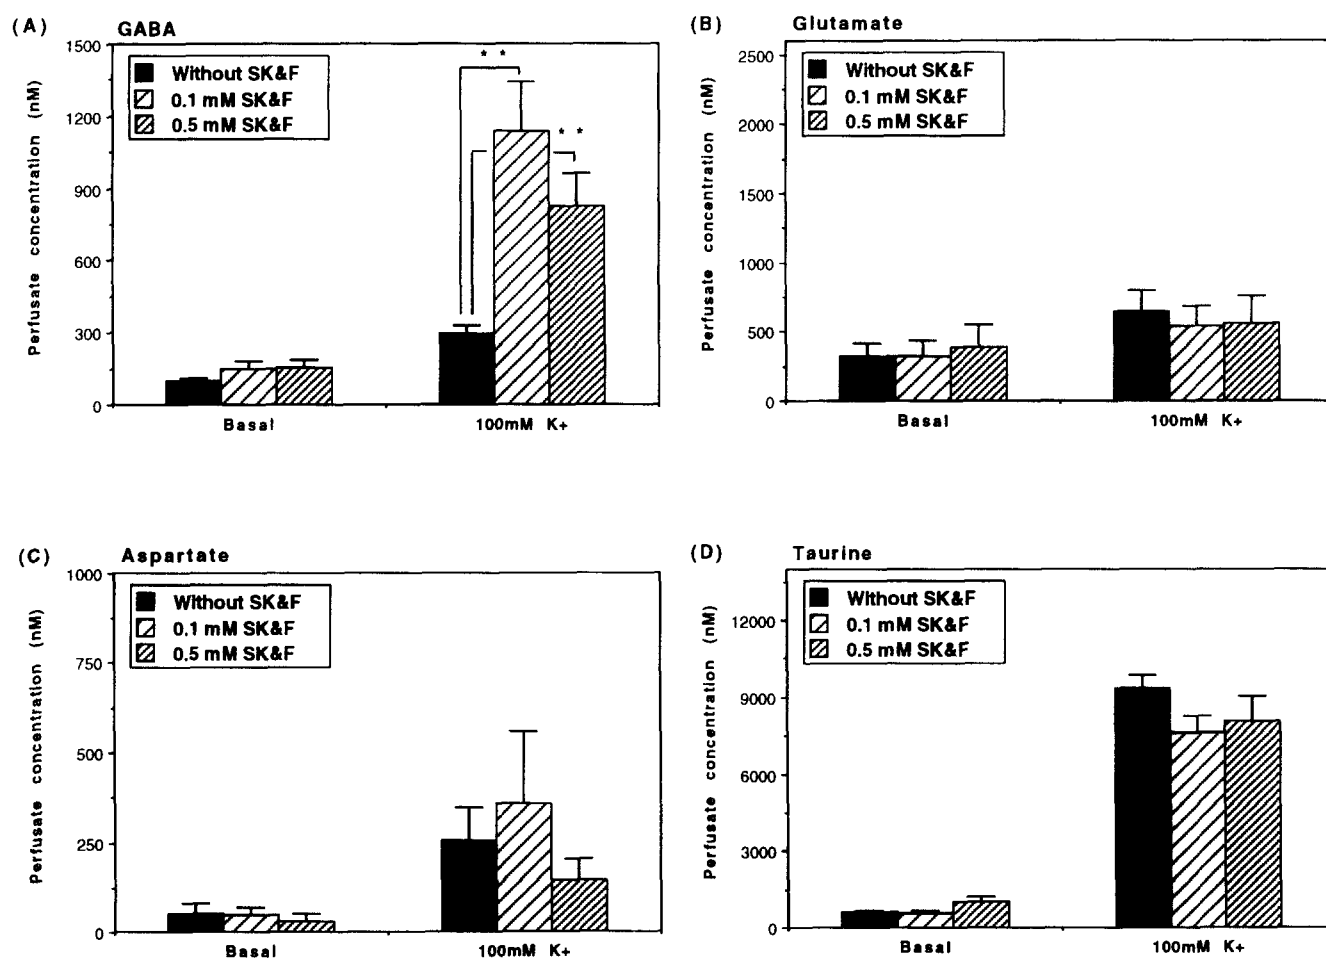 (A)
GABA
Perfusate concentration (nM)
1500
1200
900
600
300
0
Without SK&F
0.1 mM SK&F
0.5 mM SK&F
* *
* *
Basal
100mM K+
(B)
Glutamate
Perfusate concentration (nM)
2500
2000
1500
1000
500
0
Without SK&F
0.1 mM SK&F
0.5 mM SK&F
Basal
100mM K+
(C)
Aspartate
Perfusate concentration (nM)
1000
750
500
250
0
Without SK&F
0.1 mM SK&F
0.5 mM SK&F
Basal
100mM K+
(D)
Taurine
Perfusate concentration (nM)
12000
9000
6000
3000
0
Without SK&F
0.1 mM SK&F
0.5 mM SK&F
Basal
100mM K+